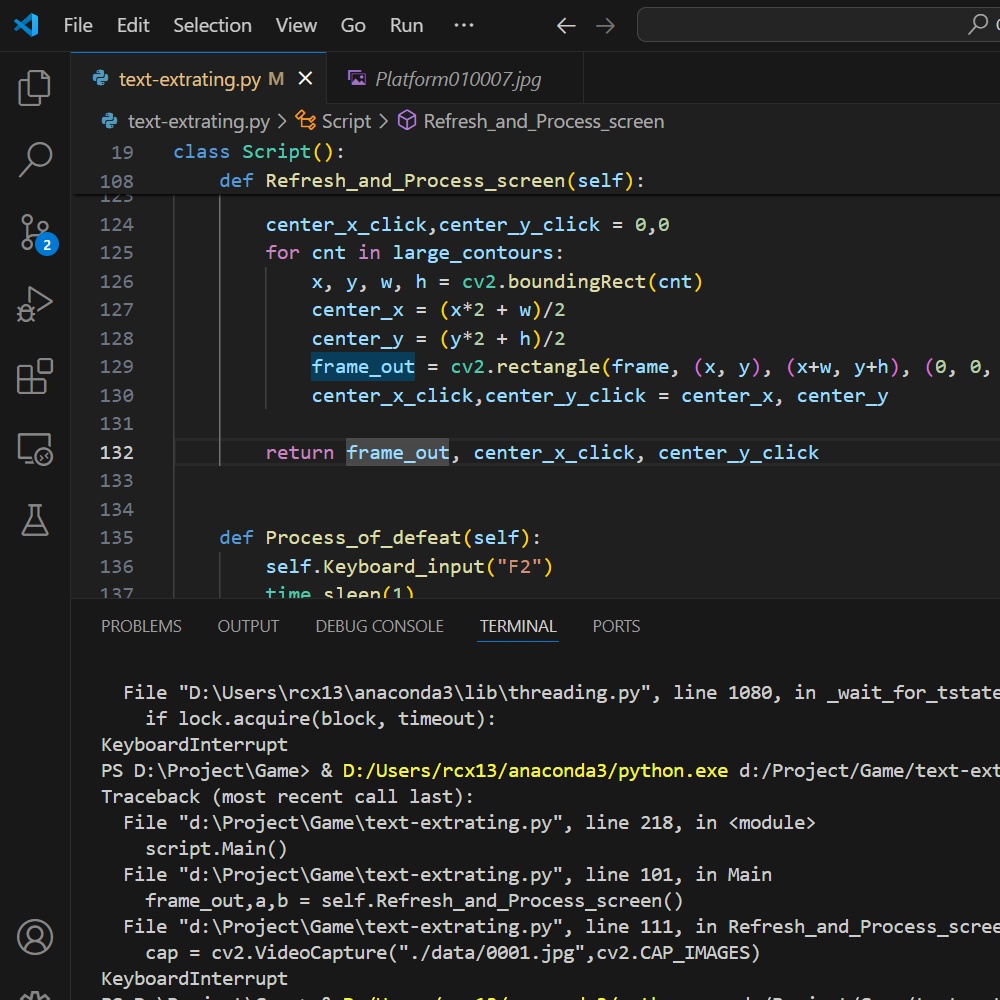 File Edit Selection View Go Run ···
text-extrating.py M Platform010007.jpg
text-extrating.py > Script > Refresh_and_Process_screen
19 class Script():
108 def Refresh_and_Process_screen(self):
123
124 center_x_click,center_y_click = 0,0
125 for cnt in large_contours:
126 x, y, w, h = cv2.boundingRect(cnt)
127 center_x = (x*2 + w)/2
128 center_y = (y*2 + h)/2
129 frame_out = cv2.rectangle(frame, (x, y), (x+w, y+h), (0, 0,
130 center_x_click,center_y_click = center_x, center_y
131
132 return frame_out, center_x_click, center_y_click
133
134
135 def Process_of_defeat(self):
136 self.Keyboard_input("F2")
137 time.sleep(1)
2
PROBLEMS OUTPUT DEBUG CONSOLE TERMINAL PORTS
File "D:\Users\rcx13\anaconda3\lib\threading.py", line 1080, in _wait_for_tstate
if lock.acquire(block, timeout):
KeyboardInterrupt
PS D:\Project\Game> & D:/Users/rcx13/anaconda3/python.exe d:/Project/Game/text-ext
Traceback (most recent call last):
File "d:\Project\Game\text-extrating.py", line 218, in <module>
script.Main()
File "d:\Project\Game\text-extrating.py", line 101, in Main
frame_out,a,b = self.Refresh_and_Process_screen()
File "d:\Project\Game\text-extrating.py", line 111, in Refresh_and_Process_scree
cap = cv2.VideoCapture("./data/0001.jpg",cv2.CAP_IMAGES)
KeyboardInterrupt